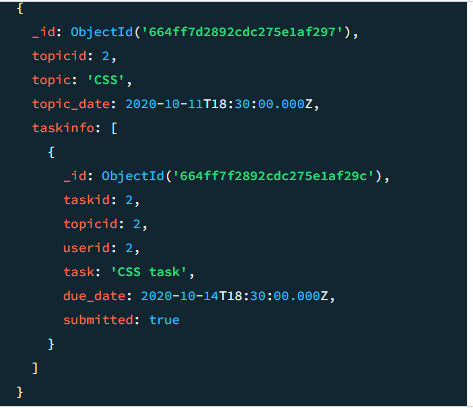 {
_id: ObjectId('664ff7d2892cdc275e1af297'),
topicid: 2,
topic: 'CSS',
topic_date: 2020-10-11T18:30:00.000Z,
taskinfo: [
{
_id: ObjectId('664ff7f2892cdc275e1af29c'),
taskid: 2,
topicid: 2,
userid: 2,
task: 'CSS task',
due_date: 2020-10-14T18:30:00.000Z,
submitted: true
}
]
}